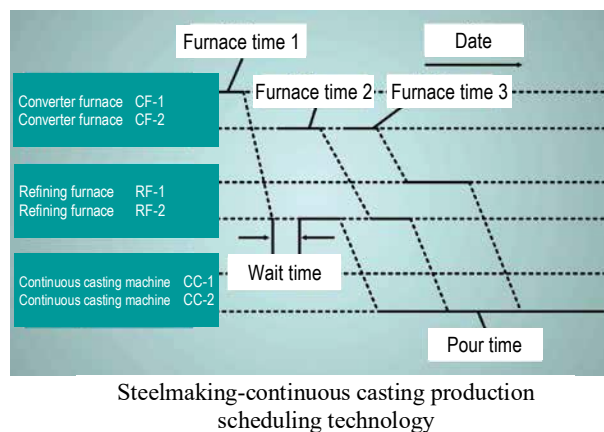 Furnace time 1
Date
Furnace time 2
Furnace time 3
Converter furnace CF-1
Converter furnace CF-2
Refining furnace RF-1
Refining furnace RF-2
Wait time
Continuous casting machine CC-1
Continuous casting machine CC-2
Pour time
Steelmaking-continuous casting production
scheduling technology